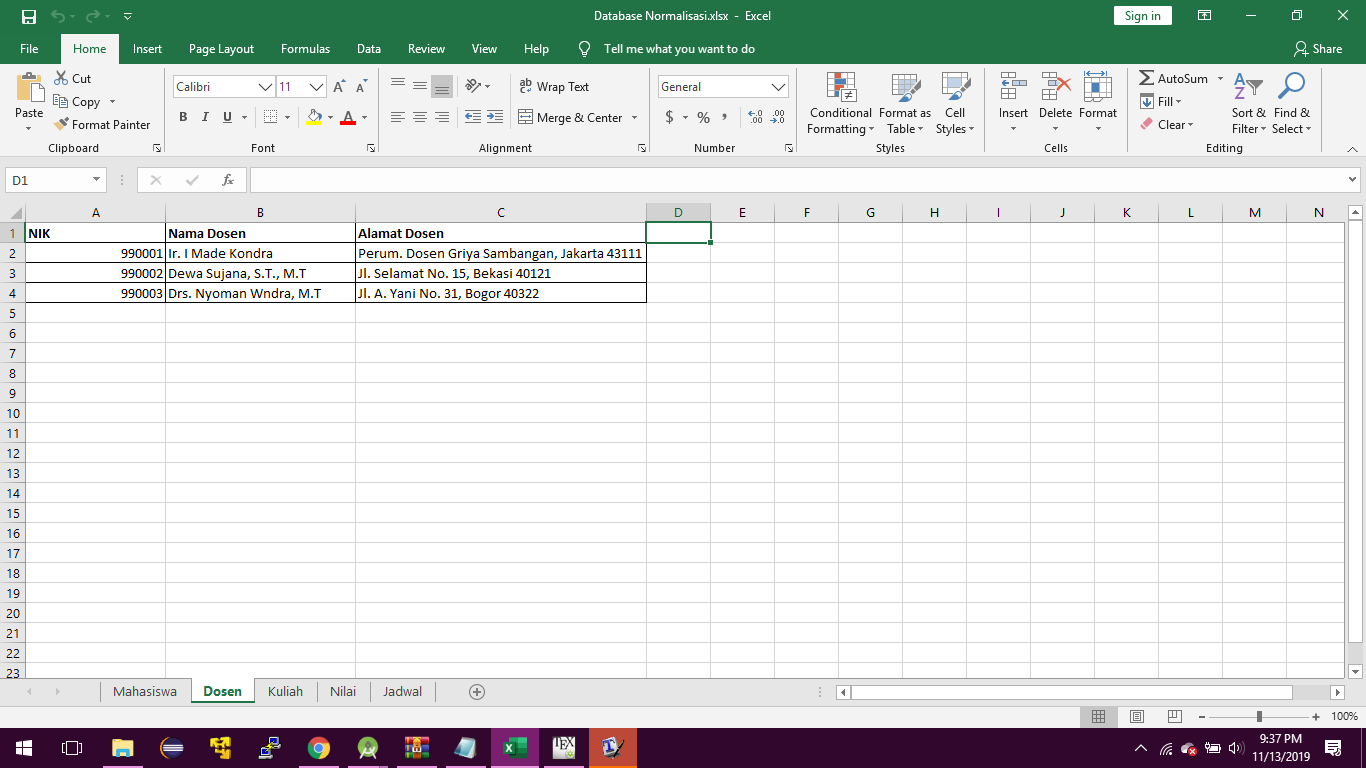 Database Normalisasi.xlsx - Excel
Sign in
File Home Insert Page Layout Formulas Data Review View Help Tell me what you want to do Share
Paste Cut Copy Format Painter Clipboard
Calibri 11 A A B I U A Font
ab Wrap Text Merge & Center Alignment
General $ % , .00 .00 Number
Conditional Formatting Format as Table Cell Styles Styles
Insert Delete Format Cells
AutoSum Fill Clear Sort & Filter Find & Select Editing
D1 fx
A B C D E F G H I J K L M N
1 NIK Nama Dosen Alamat Dosen
2 990001 Ir. I Made Kondra Perum. Dosen Griya Sambangan, Jakarta 43111
3 990002 Dewa Sujana, S.T., M.T Jl. Selamat No. 15, Bekasi 40121
4 990003 Drs. Nyoman Wndra, M.T Jl. A. Yani No. 31, Bogor 40322
5
6
7
8
9
10
11
12
13
14
15
16
17
18
19
20
21
22
23
Mahasiswa Dosen Kuliah Nilai Jadwal
100%
TEX
9:37 PM
11/13/2019